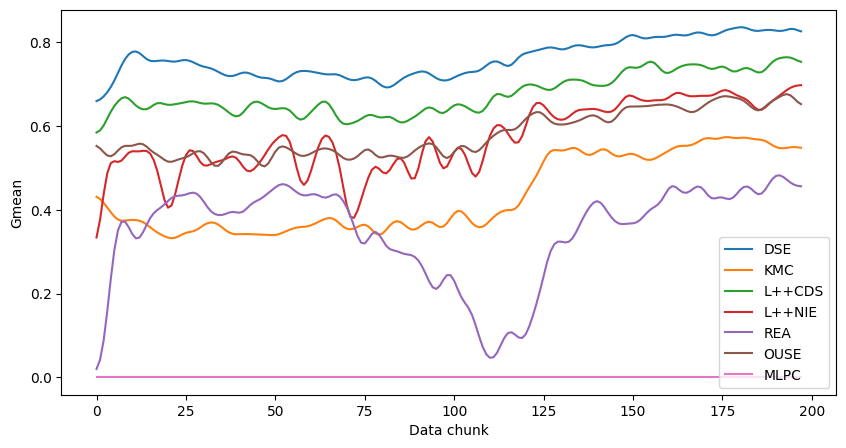 Gmean
0.8
0.6
0.4
0.2
0.0
0
25
50
75
100
125
150
175
200
Data chunk
DSE
KMC
L++CDS
L++NIE
REA
OUSE
MLPC